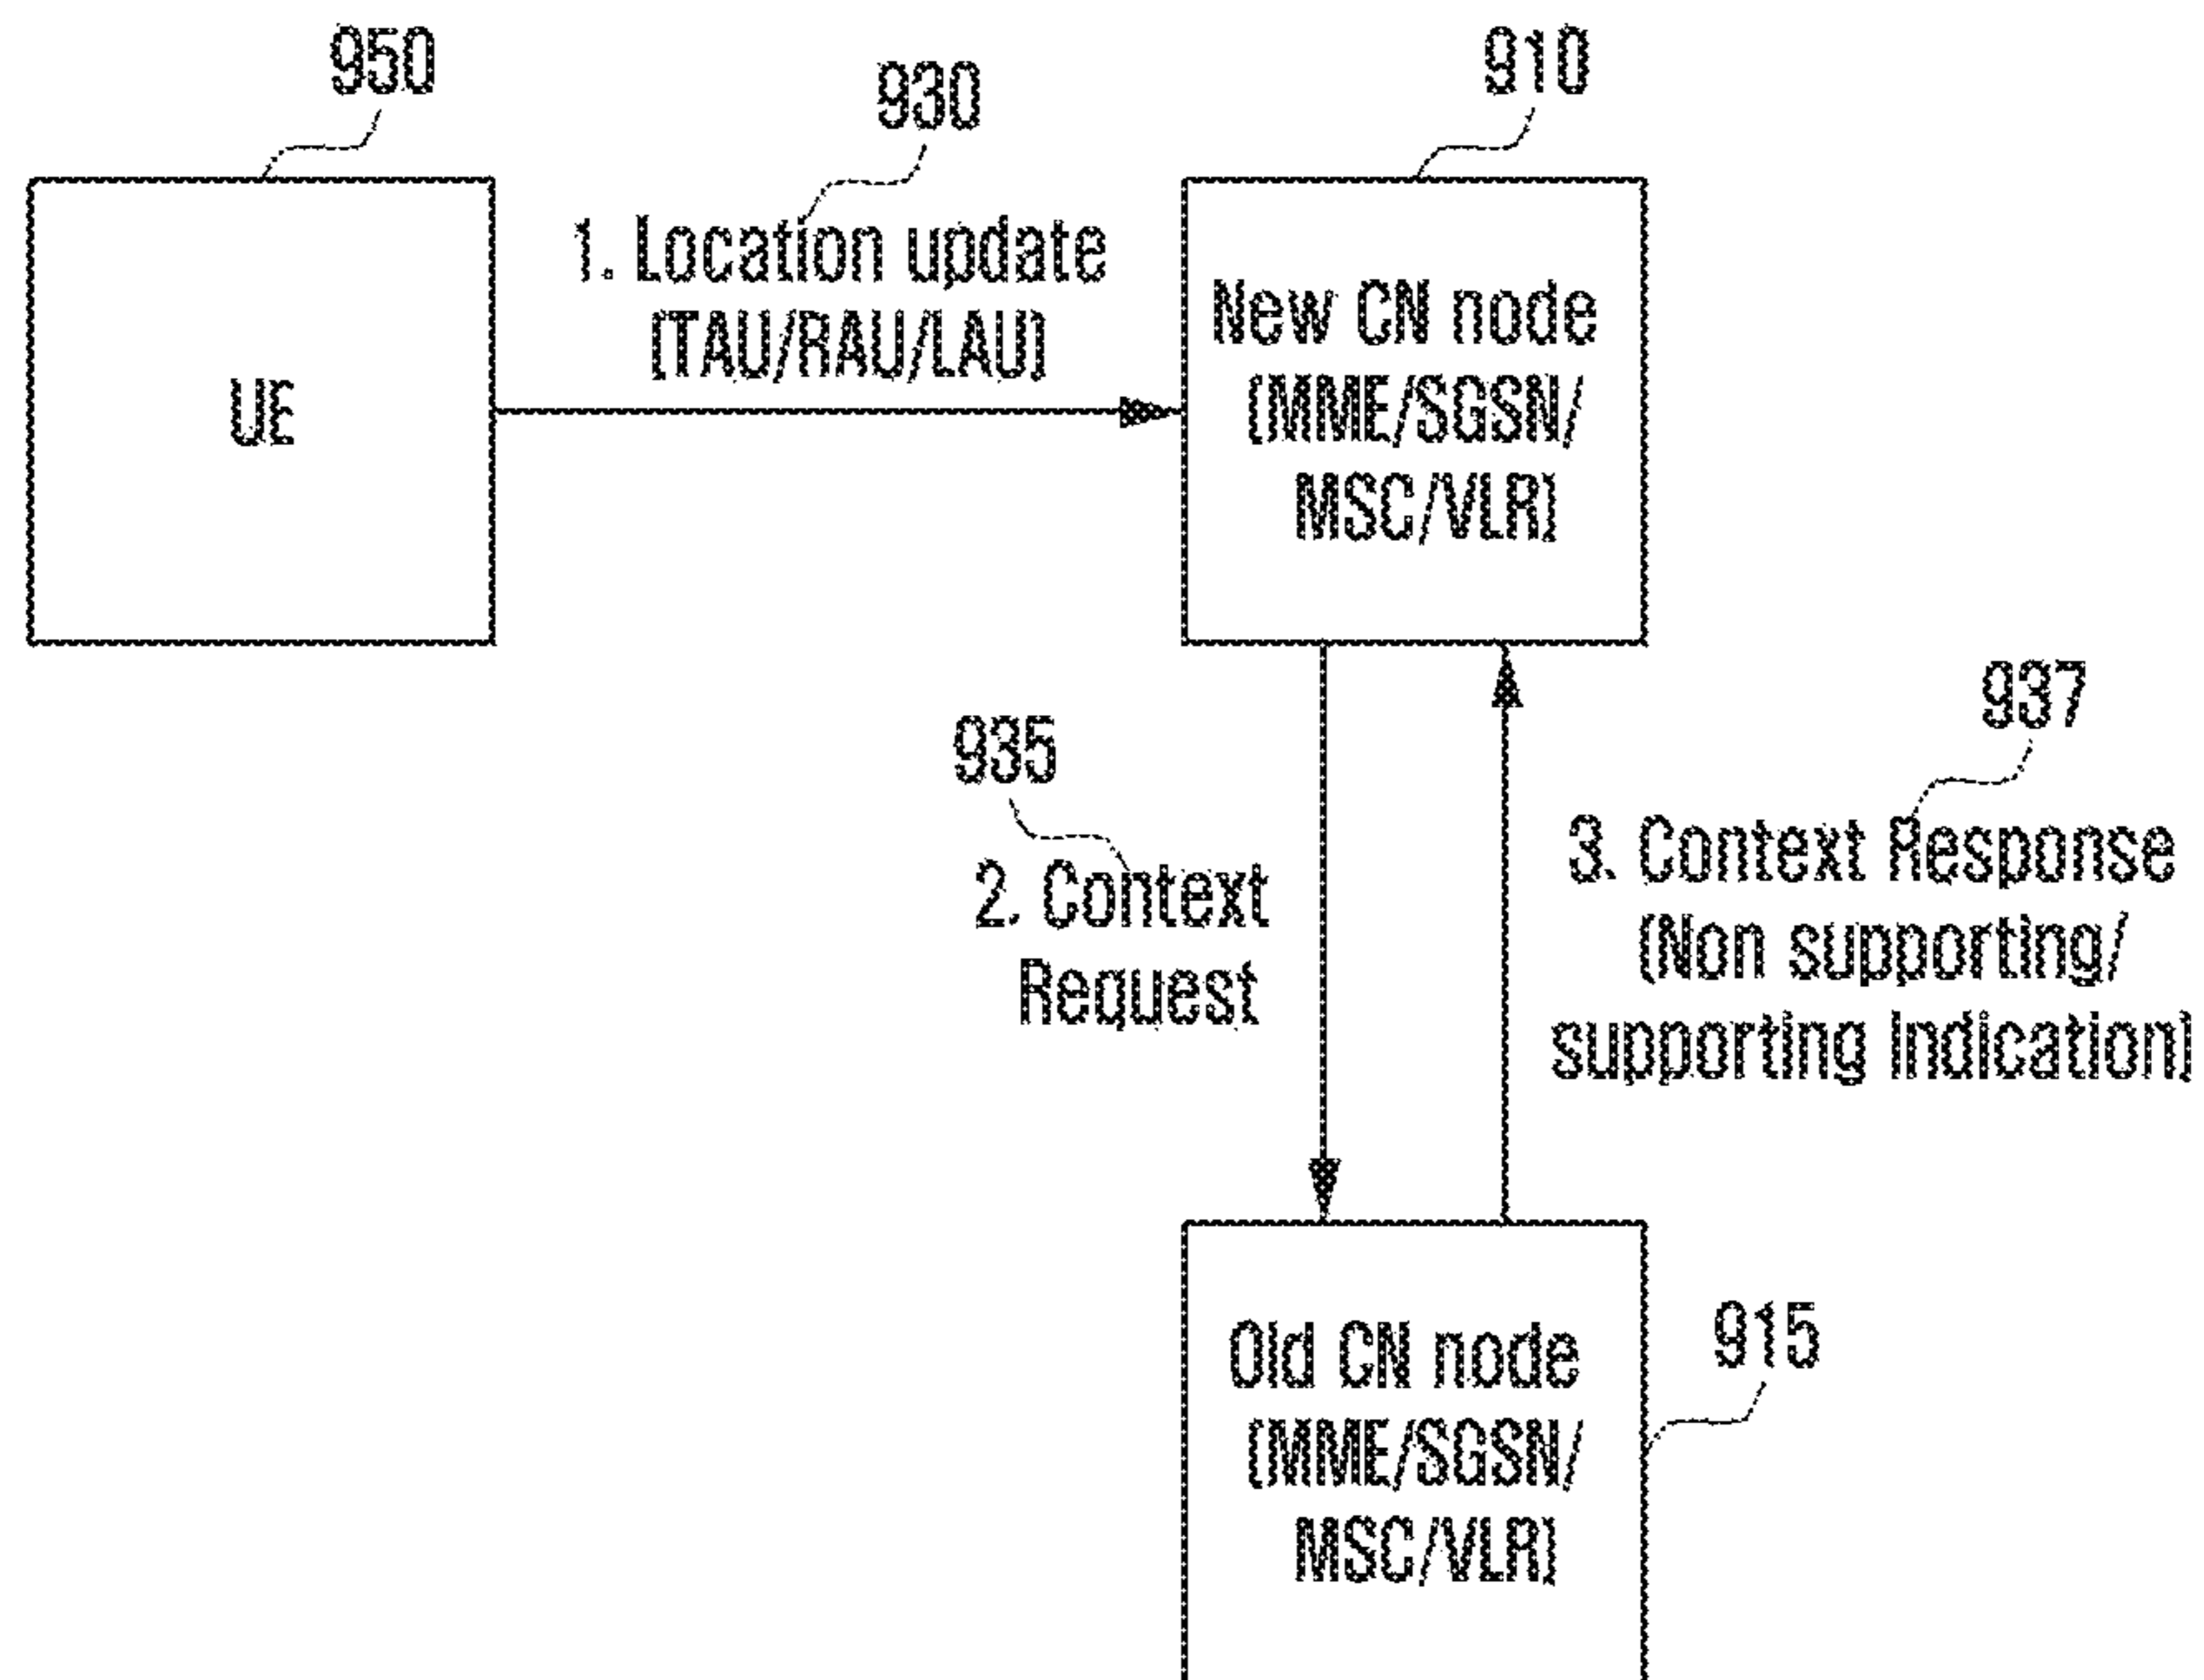 950
930
910
1. Location update
(TAU/RAU/LAU)
UE
New CN node
(MME/SGSN/
MSC/VLR)
935
937
2. Context
Request
3. Context Response
(Non supporting/
supporting Indication)
Old CN node
(MME/SGSN/
MSC/VLR)
915